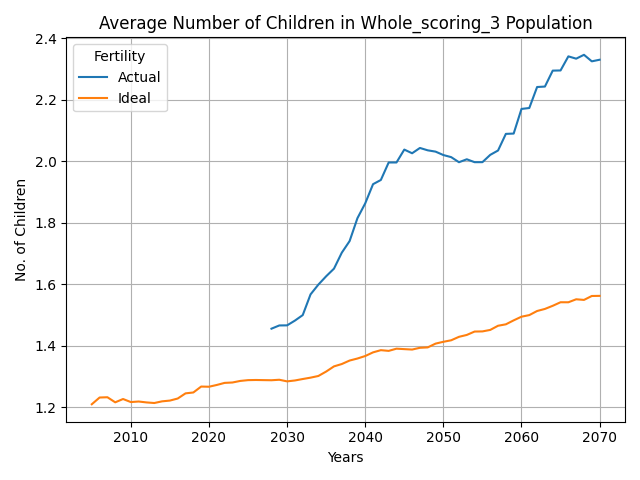 Average Number of Children in Whole_scoring_3 Population
Fertility
Actual
Ideal
No. of Children
2.4
2.2
2.0
1.8
1.6
1.4
1.2
2010 2020 2030 2040 2050 2060 2070
Years